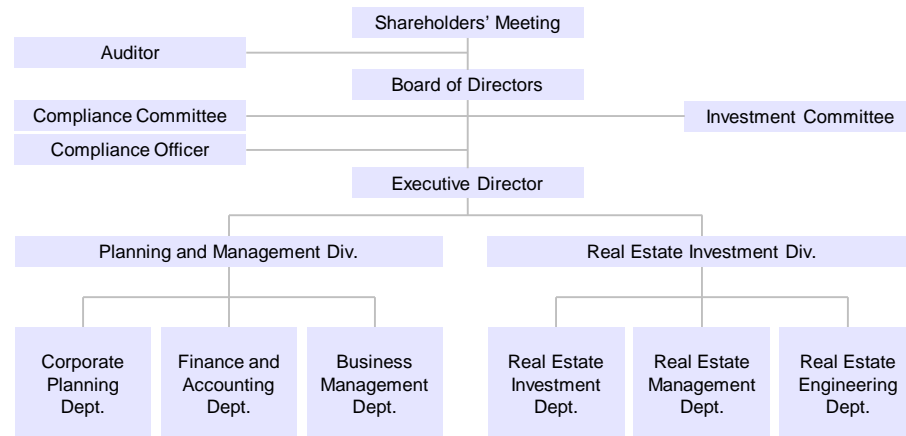 Shareholders’ Meeting
Auditor
Board of Directors
Compliance Committee
Investment Committee
Compliance Officer
Executive Director
Planning and Management Div.
Real Estate Investment Div.
Corporate
Planning
Dept.
Finance and
Accounting
Dept.
Business
Management
Dept.
Real Estate
Investment
Dept.
Real Estate
Management
Dept.
Real Estate
Engineering
Dept.